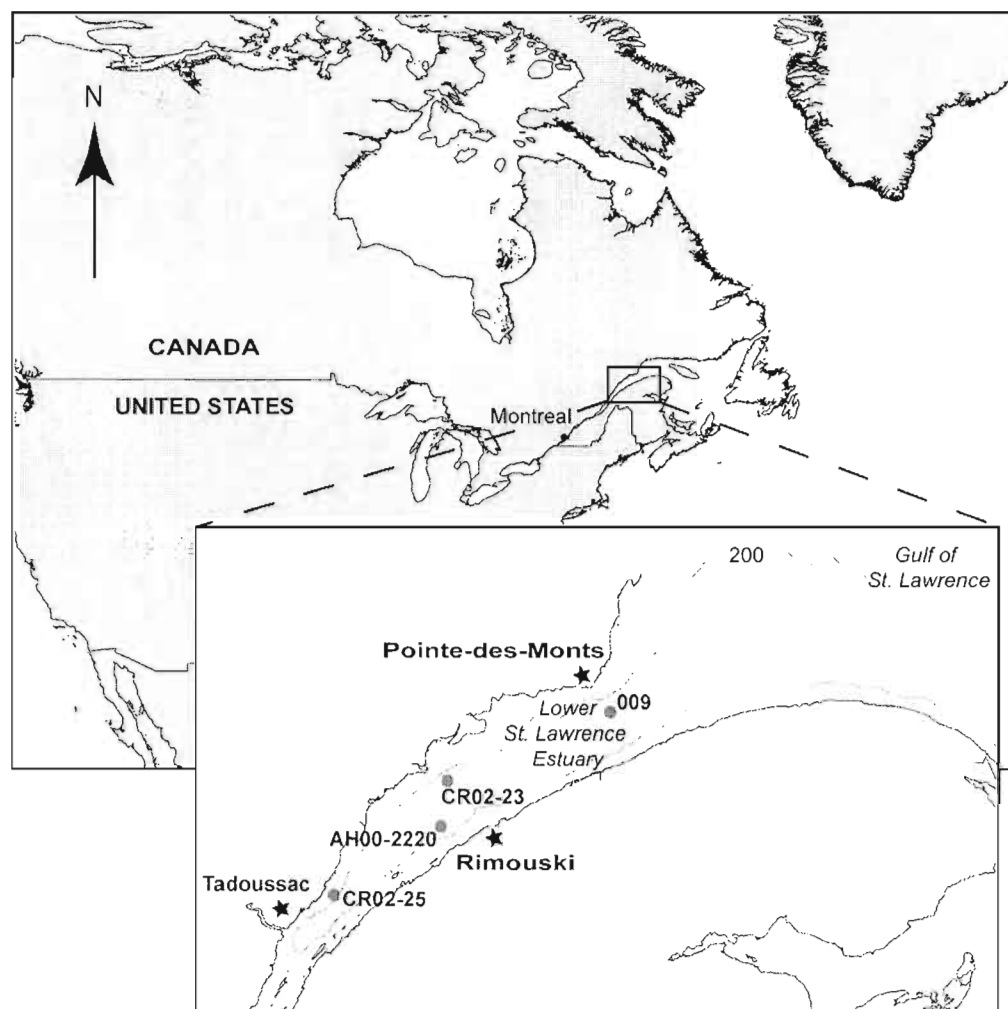 N
CANADA
UNITED STATES
Montreal
200
Gulf of
St. Lawrence
Pointe-des-Monts
009
Lower
St. Lawrence
Estuary
CR02-23
AH00-2220
Rimouski
Tadoussac
CR02-25